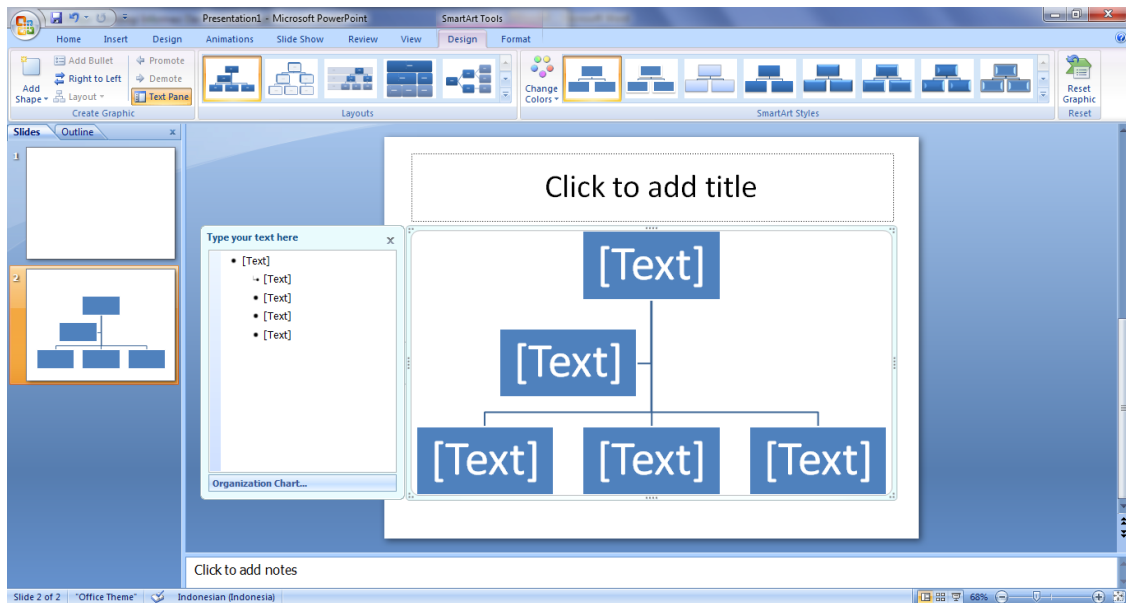 Presentation1 - Microsoft PowerPoint
SmartArt Tools
Home Insert Design Animations Slide Show Review View Design Format
Add Shape
Add Bullet
Right to Left
Layout
Promote
Demote
Text Pane
Create Graphic
Layouts
Change Colors
SmartArt Styles
Reset Graphic
Reset
Slides Outline x
1
2
Click to add title
Type your text here x
[Text]
[Text]
[Text]
[Text]
[Text]
Organization Chart...
[Text]
[Text]
[Text] [Text] [Text]
Click to add notes
Slide 2 of 2 "Office Theme" Indonesian (Indonesia) 68%